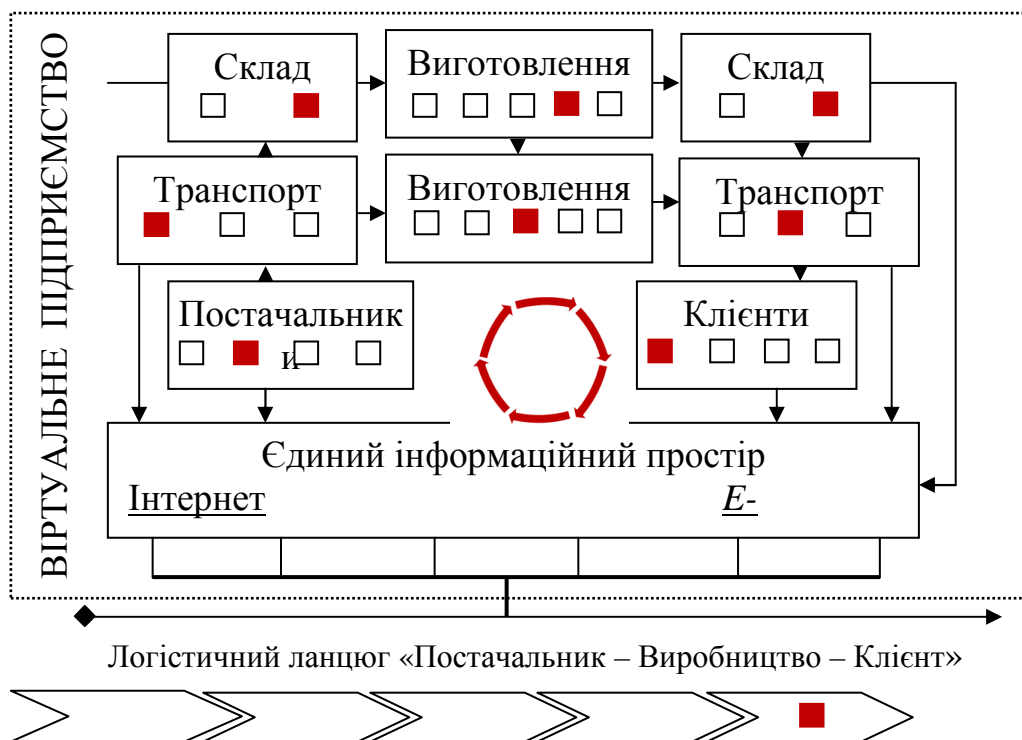 ВІРТУАЛЬНЕ ПІДПРИЄМСТВО
Склад
Виготовлення
Склад
Транспорт
Виготовлення
Транспорт
Постачальник
и
Клієнти
Єдиний інформаційний простір
Інтернет
E-
Логістичний ланцюг «Постачальник – Виробництво – Клієнт»